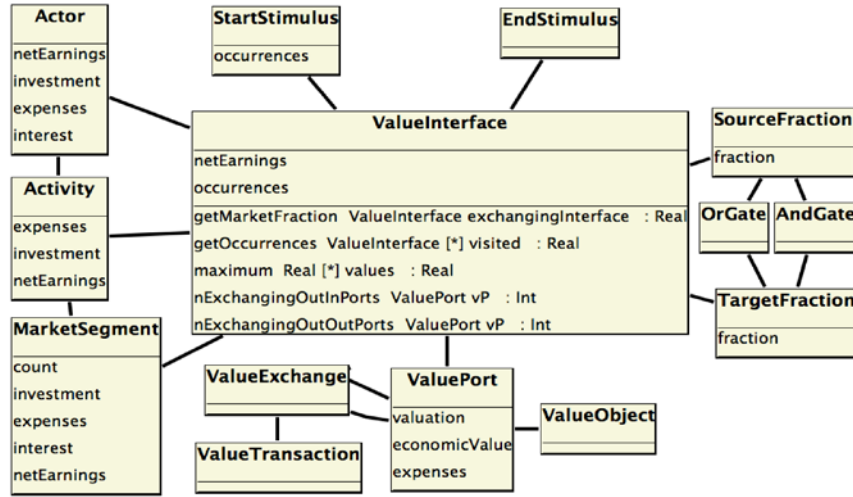 Actor
netEarnings
investment
expenses
interest
StartStimulus
occurrences
EndStimulus
ValueInterface
netEarnings
occurrences
getMarketFraction ValueInterface exchangingInterface : Real
getOccurrences ValueInterface [*] visited : Real
maximum Real [*] values : Real
nExchangingOutInPorts ValuePort vP : Int
nExchangingOutOutPorts ValuePort vP : Int
SourceFraction
fraction
OrGate
AndGate
TargetFraction
fraction
Activity
expenses
investment
netEarnings
MarketSegment
count
investment
expenses
interest
netEarnings
ValueExchange
ValueTransaction
ValuePort
valuation
economicValue
expenses
ValueObject